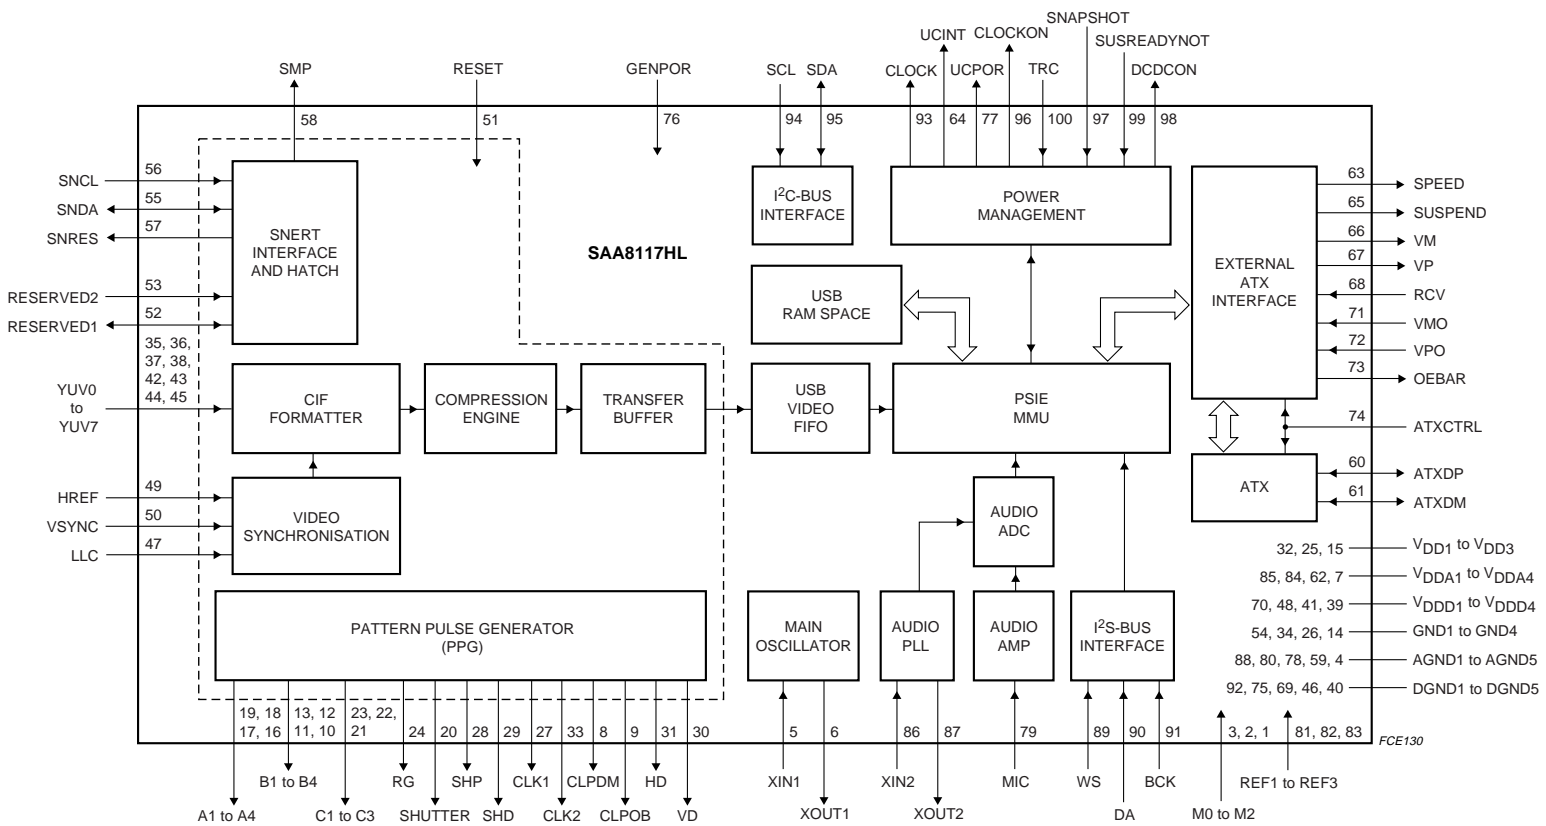 SNAPSHOT
UCINT CLOCKON
SUSREADYNOT
SMP RESET GENPOR SCL SDA CLOCK UCPOR TRC DCDCON
58 51 76 94 95 93 64 77 96 100 97 99 98
SNCL 56
SNDA 55
SNRES 57
RESERVED2 53
RESERVED1 52
SNERT
INTERFACE
AND HATCH
SAA8117HL
I2C-BUS
INTERFACE
POWER
MANAGEMENT
USB
RAM SPACE
EXTERNAL
ATX
INTERFACE
63 SPEED
65 SUSPEND
66 VM
67 VP
68 RCV
71 VMO
72 VPO
73 OEBAR
74 ATXCTRL
60 ATXDP
61 ATXDM
35, 36,
37, 38,
42, 43
44, 45
YUV0
to
YUV7
CIF
FORMATTER
COMPRESSION
ENGINE
TRANSFER
BUFFER
USB
VIDEO
FIFO
PSIE
MMU
ATX
HREF 49
VSYNC 50
LLC 47
VIDEO
SYNCHRONISATION
AUDIO
ADC
32, 25, 15 VDD1 to VDD3
85, 84, 62, 7 VDDA1 to VDDA4
70, 48, 41, 39 VDDD1 to VDDD4
54, 34, 26, 14 GND1 to GND4
88, 80, 78, 59, 4 AGND1 to AGND5
92, 75, 69, 46, 40 DGND1 to DGND5
PATTERN PULSE GENERATOR
(PPG)
MAIN
OSCILLATOR
AUDIO
PLL
AUDIO
AMP
I2S-BUS
INTERFACE
19, 18 13, 12 23, 22,
17, 16 11, 10 21 24 20 28 29 27 33 8 9 31 30 5 6 86 87 79 89 90 91 3, 2, 1 81, 82, 83
FCE130
B1 to B4 RG SHP CLK1 CLPDM HD XIN1 XIN2 MIC WS BCK REF1 to REF3
A1 to A4 C1 to C3 SHUTTER SHD CLK2 CLPOB VD XOUT1 XOUT2 DA M0 to M2